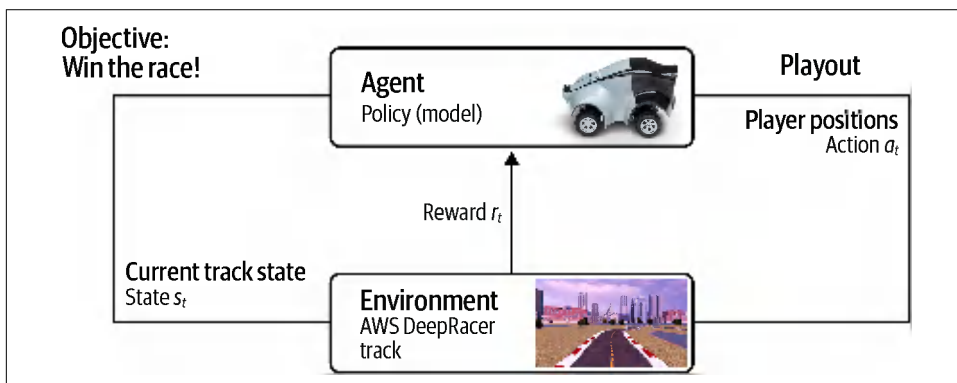 Objective:
Win the race!
Agent
Policy (model)
Playout
Player positions
Action aₜ
Reward rₜ
Current track state
State sₜ
Environment
AWS DeepRacer
track